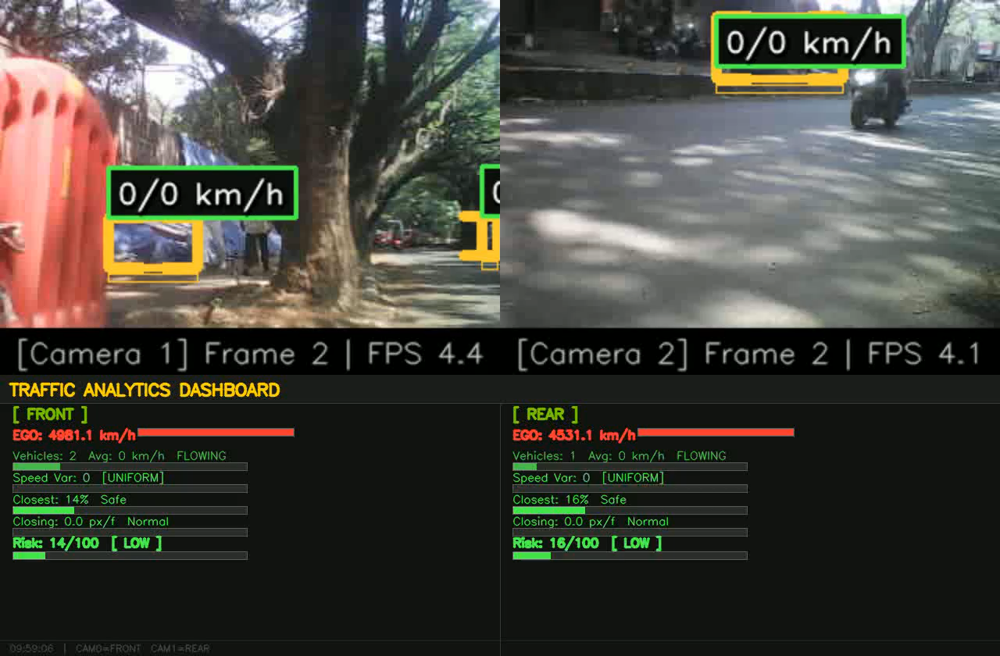 0/0 km/h
0/0 km/h
0
[Camera 1] Frame 2 | FPS 4.4
[Camera 2] Frame 2 | FPS 4.1
TRAFFIC ANALYTICS DASHBOARD
[ FRONT ]
EGO: 4981.1 km/h
Vehicles: 2 Avg: 0 km/h FLOWING
Speed Var: 0 [UNIFORM]
Closest: 14% Safe
Closing: 0.0 px/f Normal
Risk: 14/100 [ LOW ]
[ REAR ]
EGO: 4531.1 km/h
Vehicles: 1 Avg: 0 km/h FLOWING
Speed Var: 0 [UNIFORM]
Closest: 16% Safe
Closing: 0.0 px/f Normal
Risk: 16/100 [ LOW ]
09:59:06 | CAM0=FRONT CAM1=REAR